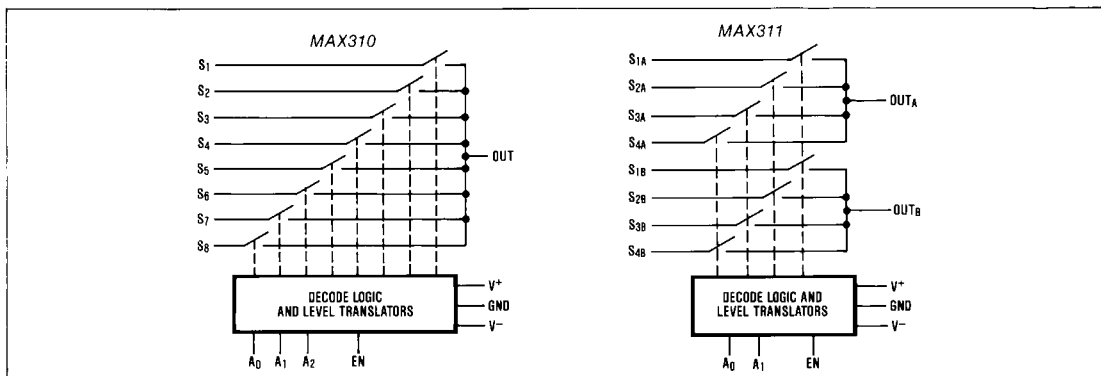 MAX310
S1
S2
S3
S4
S5
S6
S7
S8
OUT
DECODE LOGIC
AND LEVEL TRANSLATORS
V+
GND
V−
A0 A1 A2 EN
MAX311
S1A
S2A
S3A
S4A
S1B
S2B
S3B
S4B
OUTA
OUTB
DECODE LOGIC AND
LEVEL TRANSLATORS
V+
GND
V−
A0 A1 EN